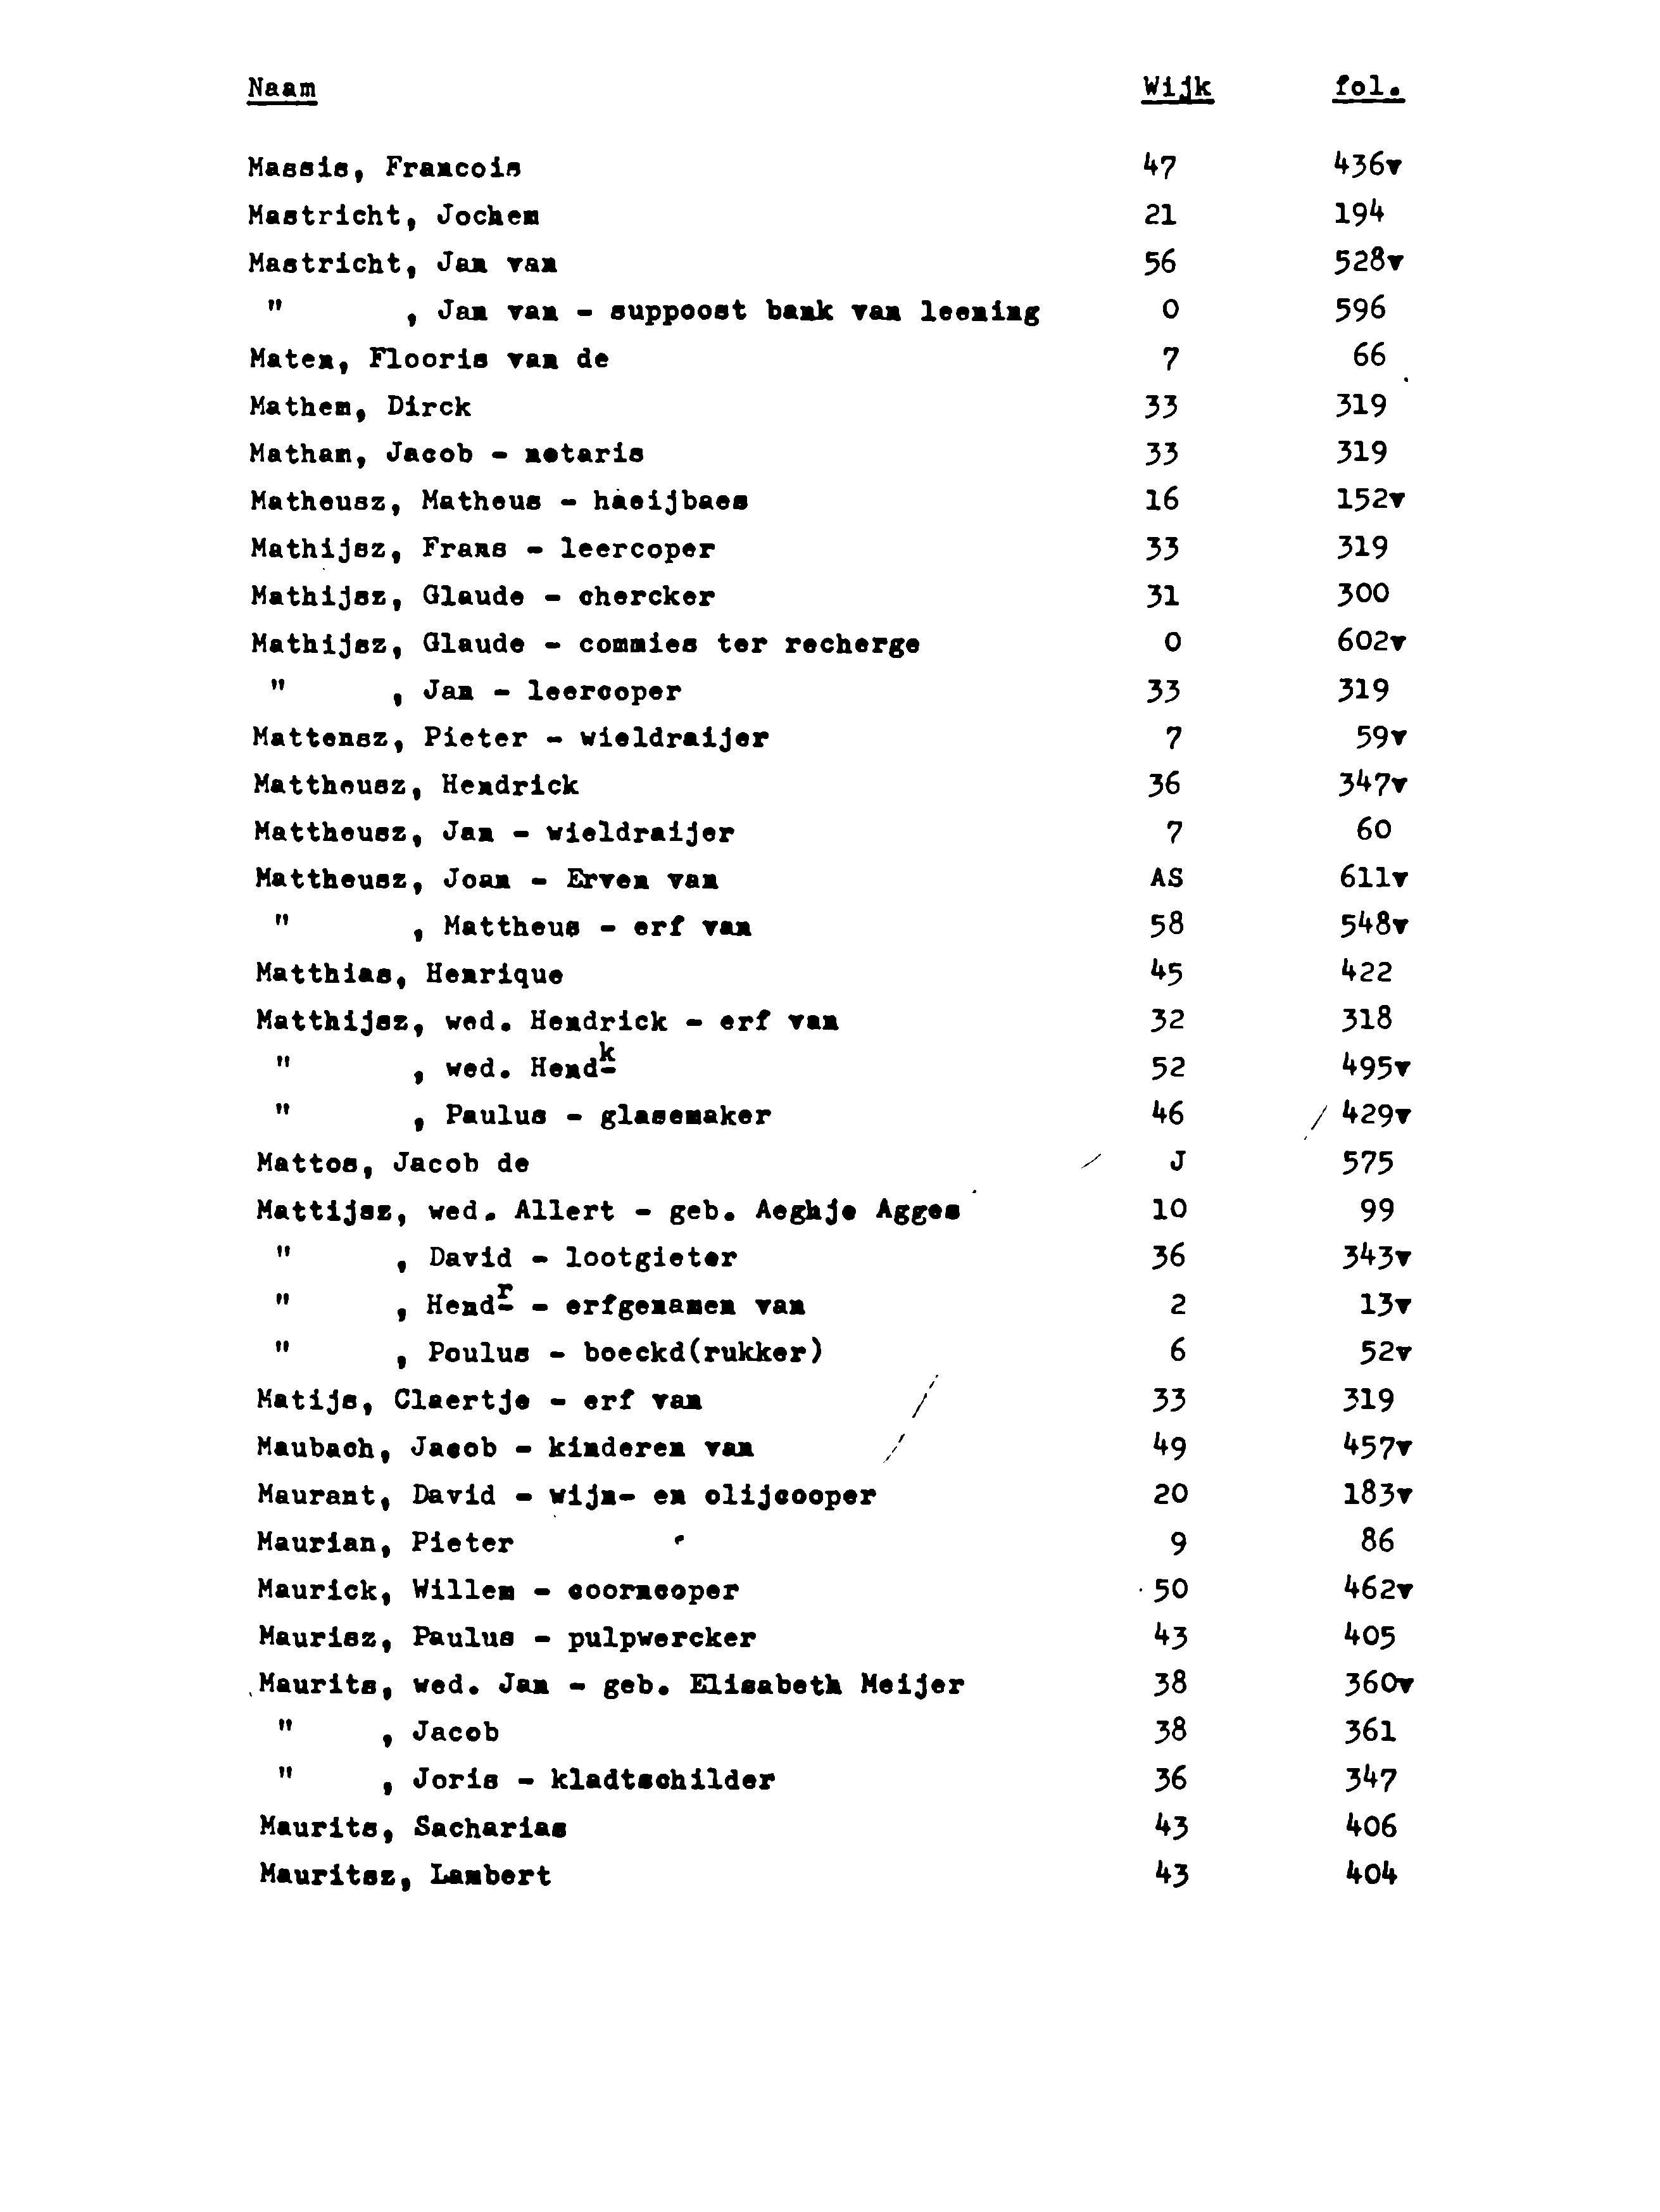 Naam Wijk fol.
Massis, Francois 47 436v
Mastricht, Jochem 21 194
Mastricht, Jan van 56 528v
" , Jan van - suppoost bank van leening 0 596
Maten, Flooris van de 7 66
Mathem, Dirck 33 319
Matham, Jacob - notaris 33 319
Matheusz, Matheus - haeijbaes 16 152v
Mathijsz, Frans - leercoper 33 319
Mathijsz, Glaude - chercker 31 300
Mathijsz, Glaude - commies ter recherge 0 602v
" , Jan - leercoper 33 319
Mattensz, Pieter - wieldraijer 7 59v
Mattheusz, Hendrick 36 347v
Mattheusz, Jan - wieldraijer 7 60
Mattheusz, Joan - Erven van AS 611v
" , Mattheus - erf van 58 548v
Matthias, Henrique 45 422
Matthijsz, wed. Hendrick - erf van 32 318
" , wed. Hendk 52 495v
" , Paulus - glasemaker 46 429v
Mattos, Jacob de J 575
Mattijsz, wed. Allert - geb. Aeghje Agges 10 99
" , David - lootgieter 36 343v
" , Hendr - erfgenamen van 2 13v
" , Poulus - boeckd(rukker) 6 52v
Matijs, Claertje - erf van 33 319
Maubach, Jacob - kinderen van 49 457v
Maurant, David - wijn- en olijcooper 20 183v
Maurian, Pieter 9 86
Maurick, Willem - coorncoper 50 462v
Maurisz, Paulus - pulpwercker 43 405
Maurits, wed. Jan - geb. Elisabeth Meijer 38 360v
" , Jacob 38 361
" , Joris - kladtschilder 36 347
Maurits, Sacharias 43 406
Mauritsz, Lambert 43 404